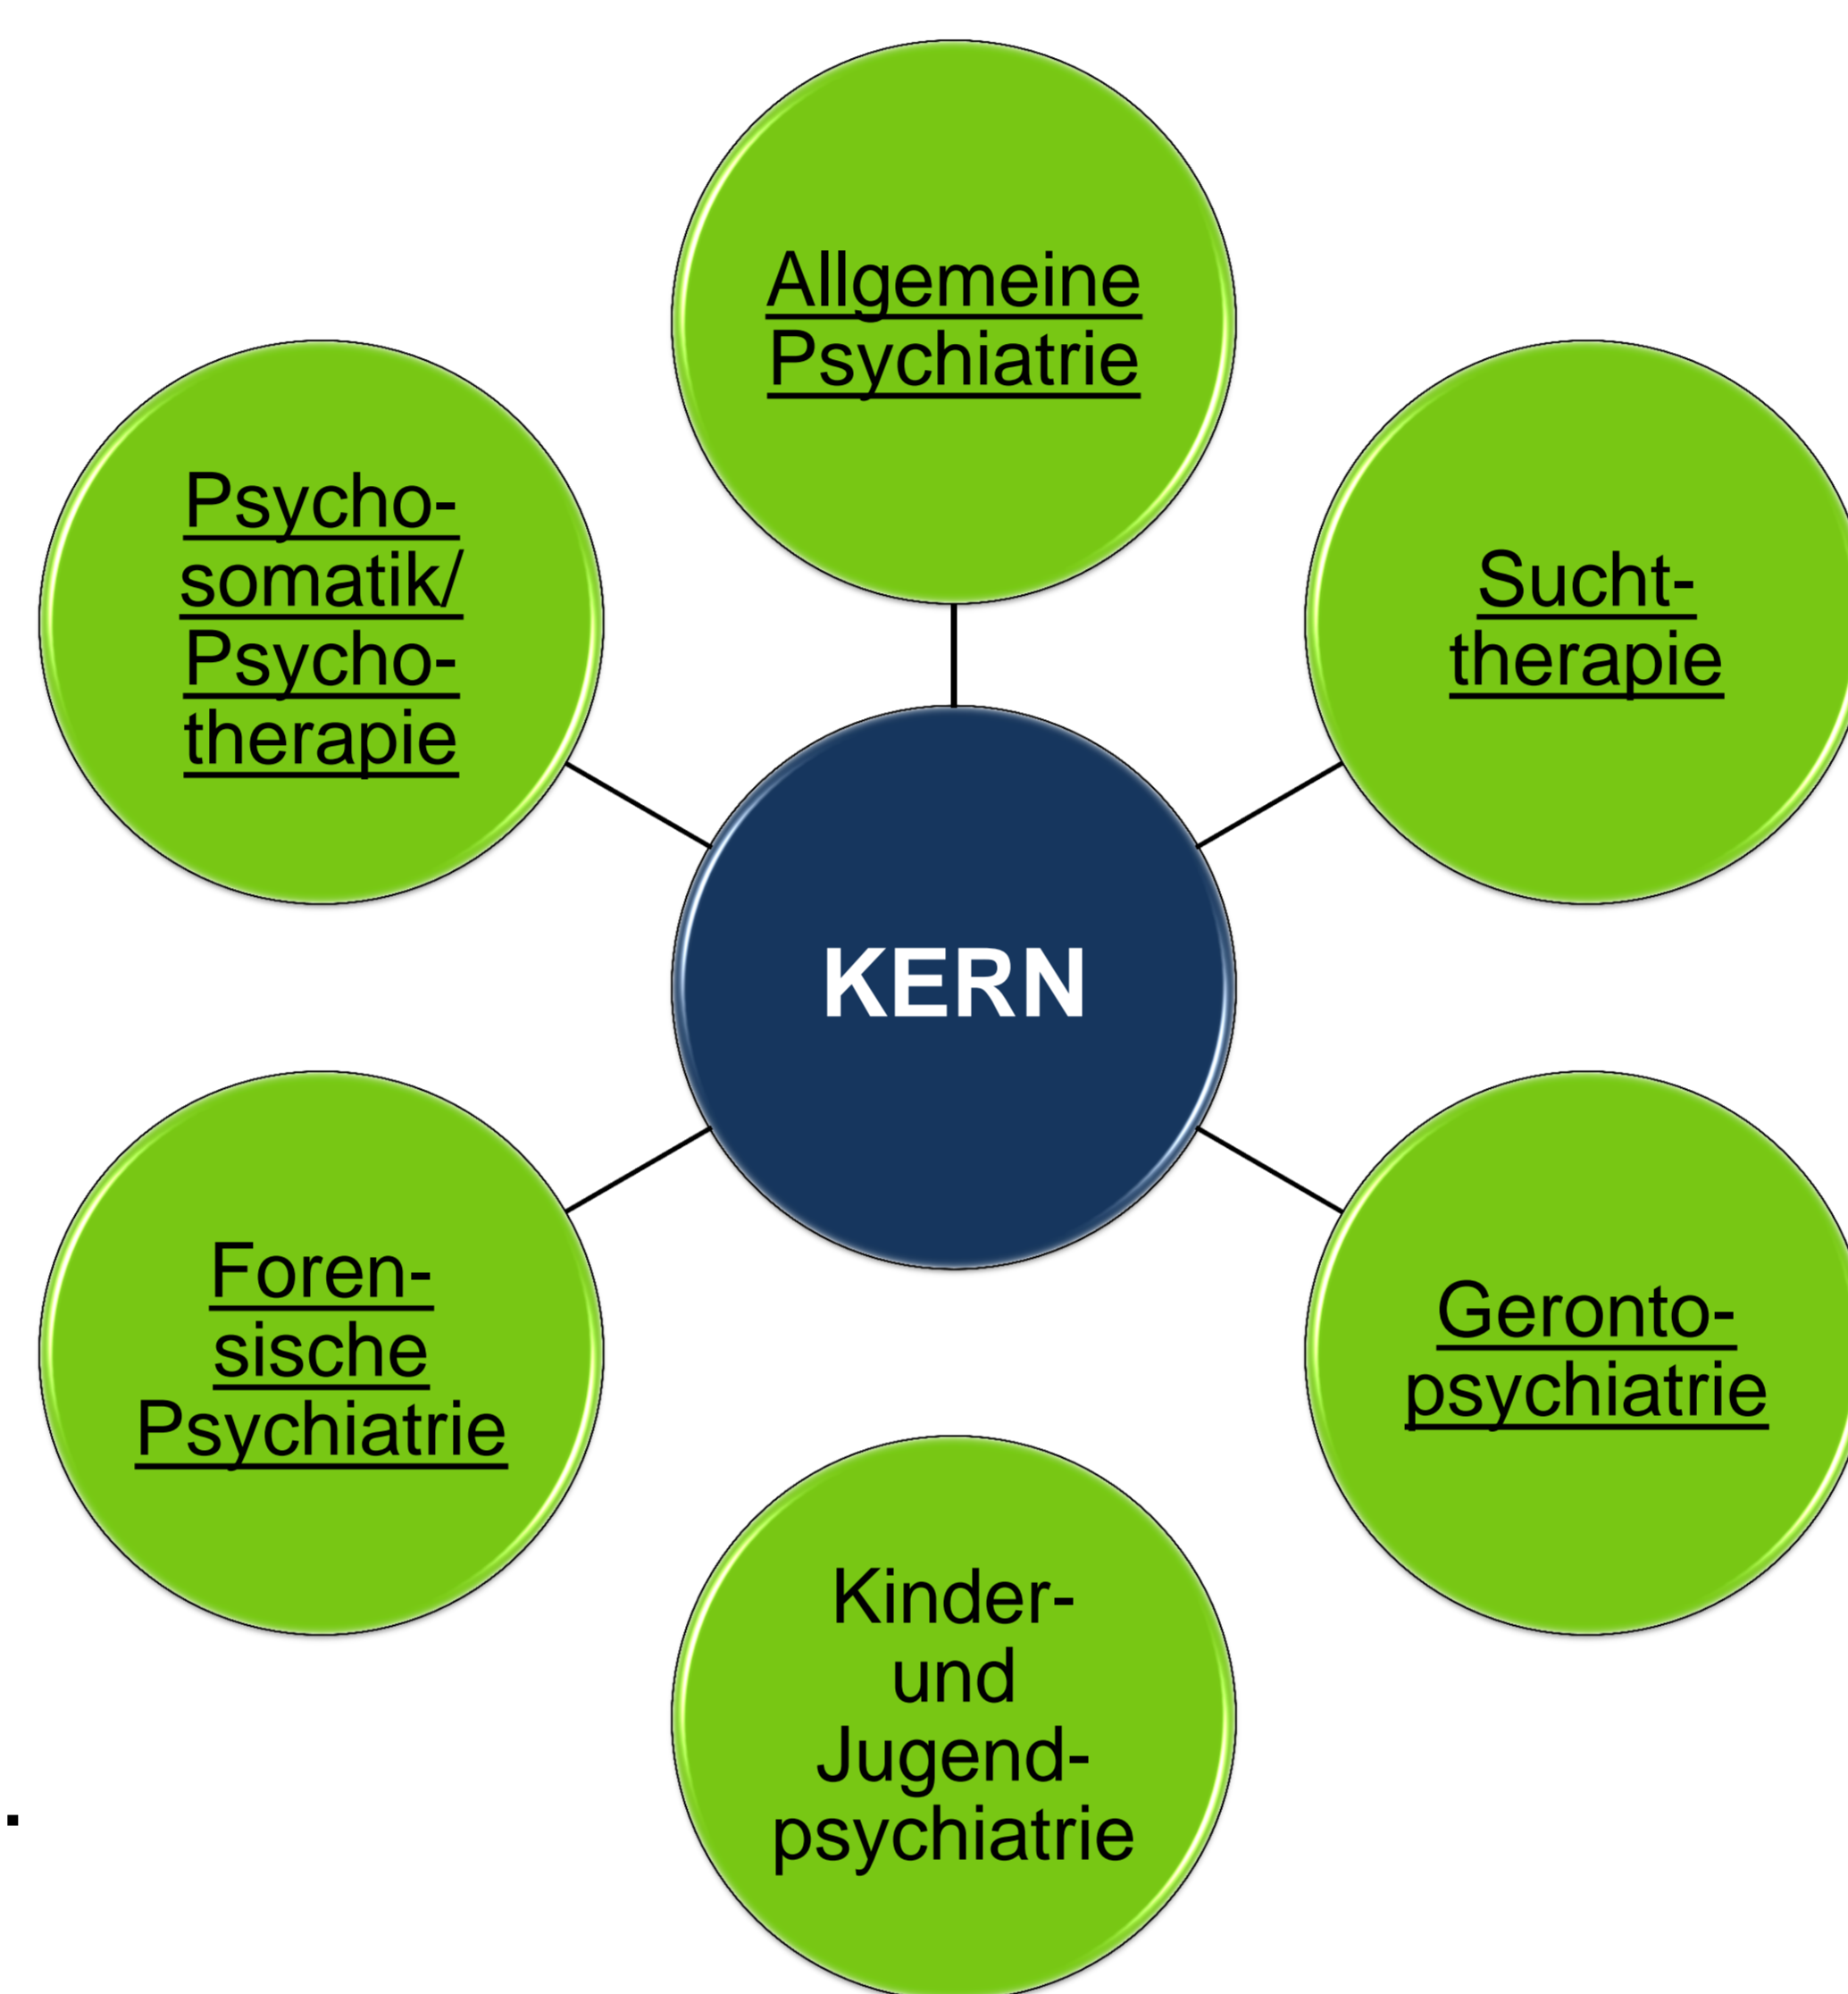 Allgemeine
Psychiatrie
Psycho-
somatik/
Psycho-
therapie
Sucht-
therapie
KERN
Foren-
sische
Psychiatrie
Geronto-
psychiatrie
Kinder-
und
Jugend-
psychiatrie